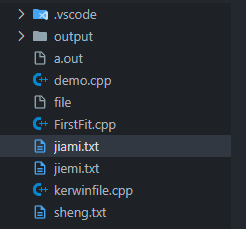 .vscode
output
a.out
demo.cpp
file
FirstFit.cpp
jiami.txt
jiemi.txt
kerwinfile.cpp
sheng.txt